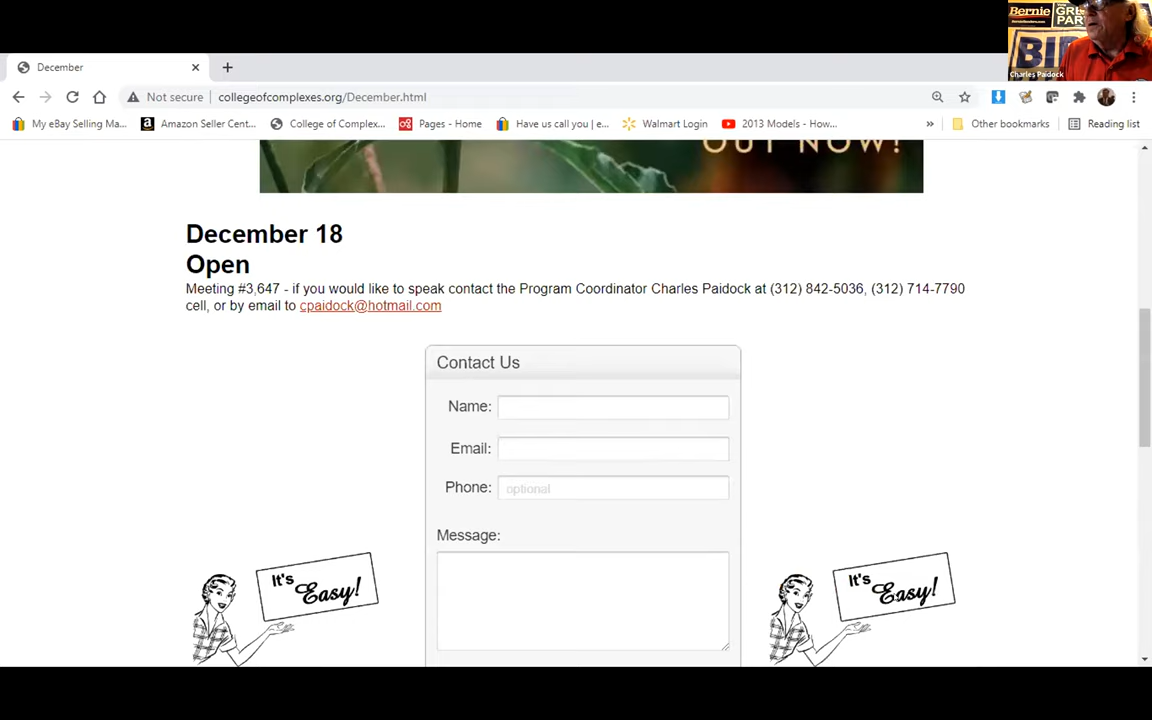 Bernie
GRE
PAR
BID
Charles Paidock
December
Not secure
collegeofcomplexes.org/December.html
My eBay Selling Ma...
Amazon Seller Cent...
College of Complex...
Pages - Home
Have us call you | e...
Walmart Login
2013 Models - How...
»
Other bookmarks
Reading list
OUT NOW!
December 18
Open
Meeting #3,647 - if you would like to speak contact the Program Coordinator Charles Paidock at (312) 842-5036, (312) 714-7790
cell, or by email to cpaidock@hotmail.com
Contact Us
Name:
Email:
Phone: optional
Message:
It's Easy!
It's Easy!